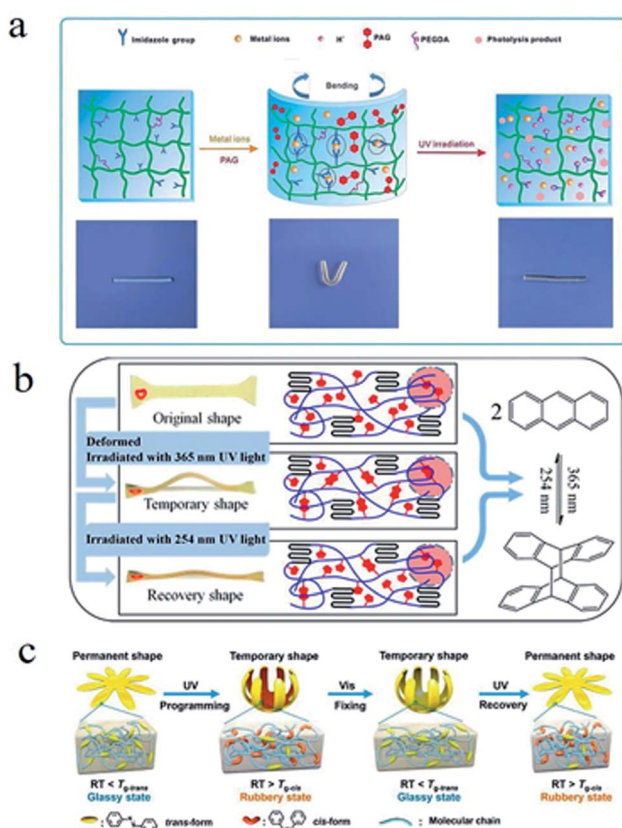 a
Imidazole group Metal ions H⁺ PAG PEGDA Photolysis product
Bending
Metal ions
PAG
UV irradiation
b
Original shape
Deformed
Irradiated with 365 nm UV light
Temporary shape
Irradiated with 254 nm UV light
Recovery shape
2
254 nm
365 nm
c
Permanent shape Temporary shape Temporary shape Permanent shape
UV Vis UV
Programming Fixing Recovery
RT < Tg-trans RT > Tg-cis RT < Tg-trans RT > Tg-cis
Glassy state Rubbery state Glassy state Rubbery state
: trans-form : cis-form : Molecular chain